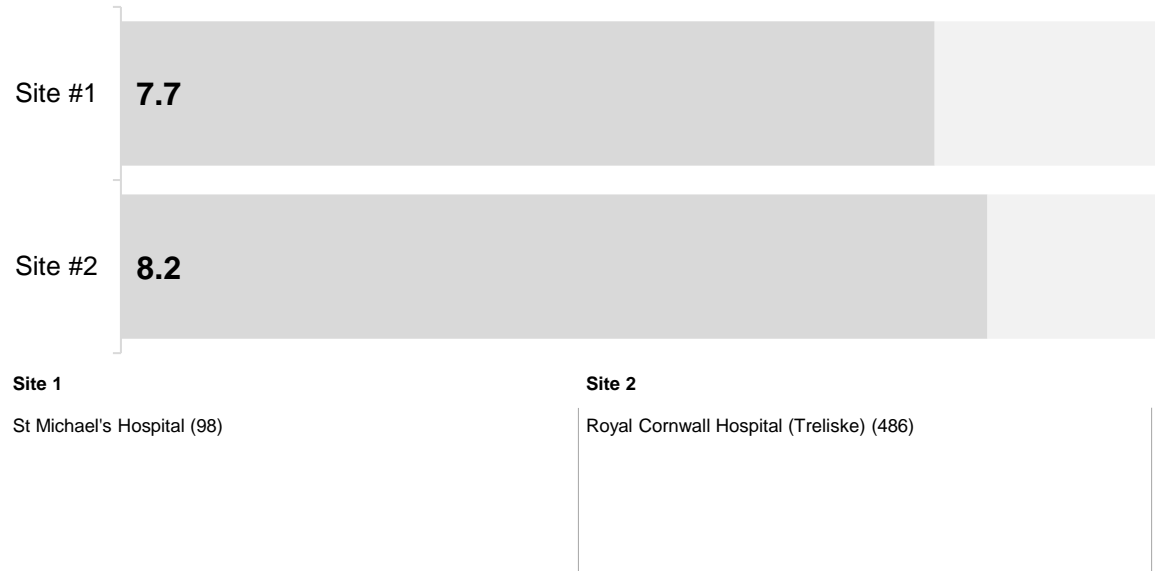 Site #1
7.7
Site #2
8.2
Site 1
St Michael's Hospital (98)
Site 2
Royal Cornwall Hospital (Treliske) (486)